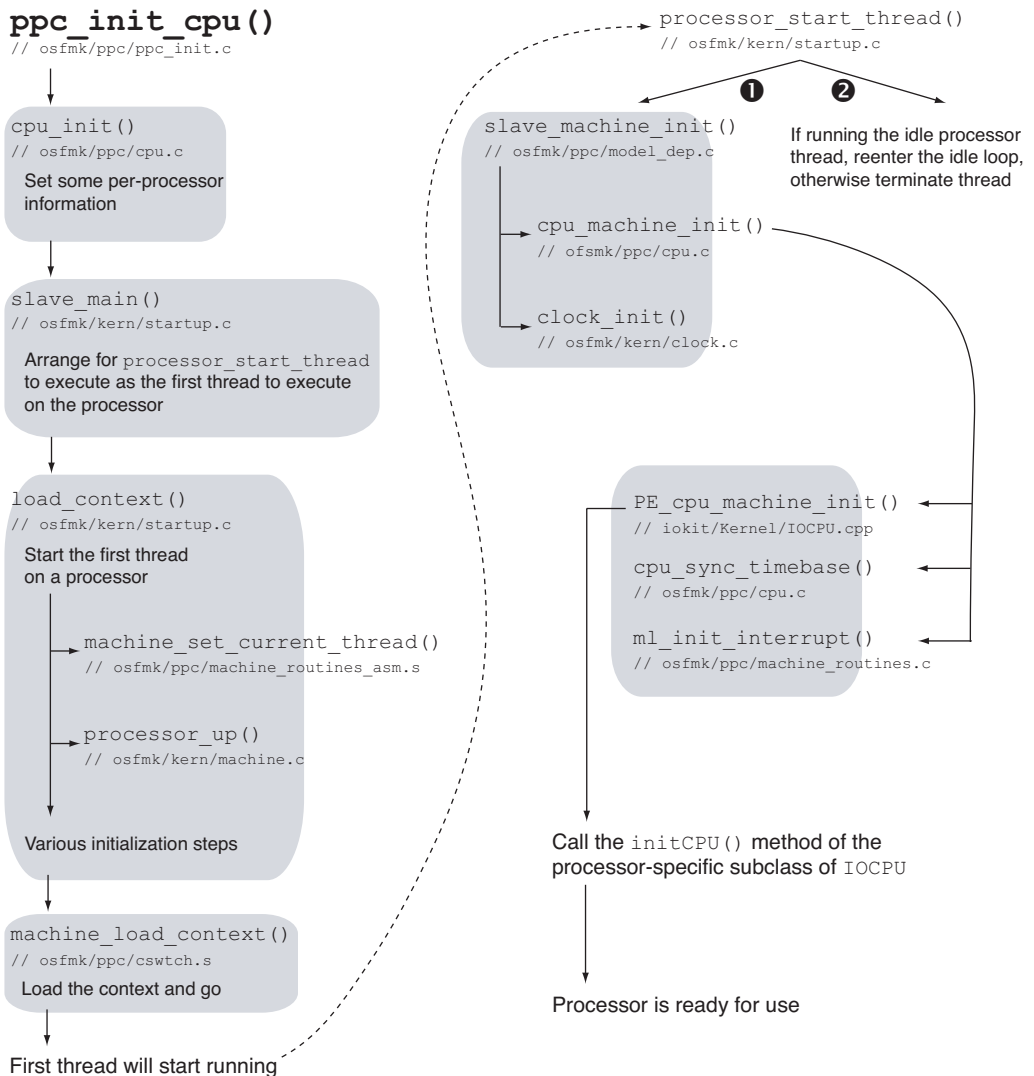 ppc_init_cpu()
// osfmk/ppc/ppc_init.c
cpu_init()
// osfmk/ppc/cpu.c
Set some per-processor
information
slave_main()
// osfmk/kern/startup.c
Arrange for processor_start_thread
to execute as the first thread to execute
on the processor
load_context()
// osfmk/kern/startup.c
Start the first thread
on a processor
machine_set_current_thread()
// osfmk/ppc/machine_routines_asm.s
processor_up()
// osfmk/kern/machine.c
Various initialization steps
machine_load_context()
// osfmk/ppc/cswtch.s
Load the context and go
First thread will start running
processor_start_thread()
// osfmk/kern/startup.c
❶ ❷
slave_machine_init()
// osfmk/ppc/model_dep.c
cpu_machine_init()
// ofsmk/ppc/cpu.c
clock_init()
// osfmk/kern/clock.c
If running the idle processor
thread, reenter the idle loop,
otherwise terminate thread
PE_cpu_machine_init()
// iokit/Kernel/IOCPU.cpp
cpu_sync_timebase()
// osfmk/ppc/cpu.c
ml_init_interrupt()
// osfmk/ppc/machine_routines.c
Call the initCPU() method of the
processor-specific subclass of IOCPU
Processor is ready for use